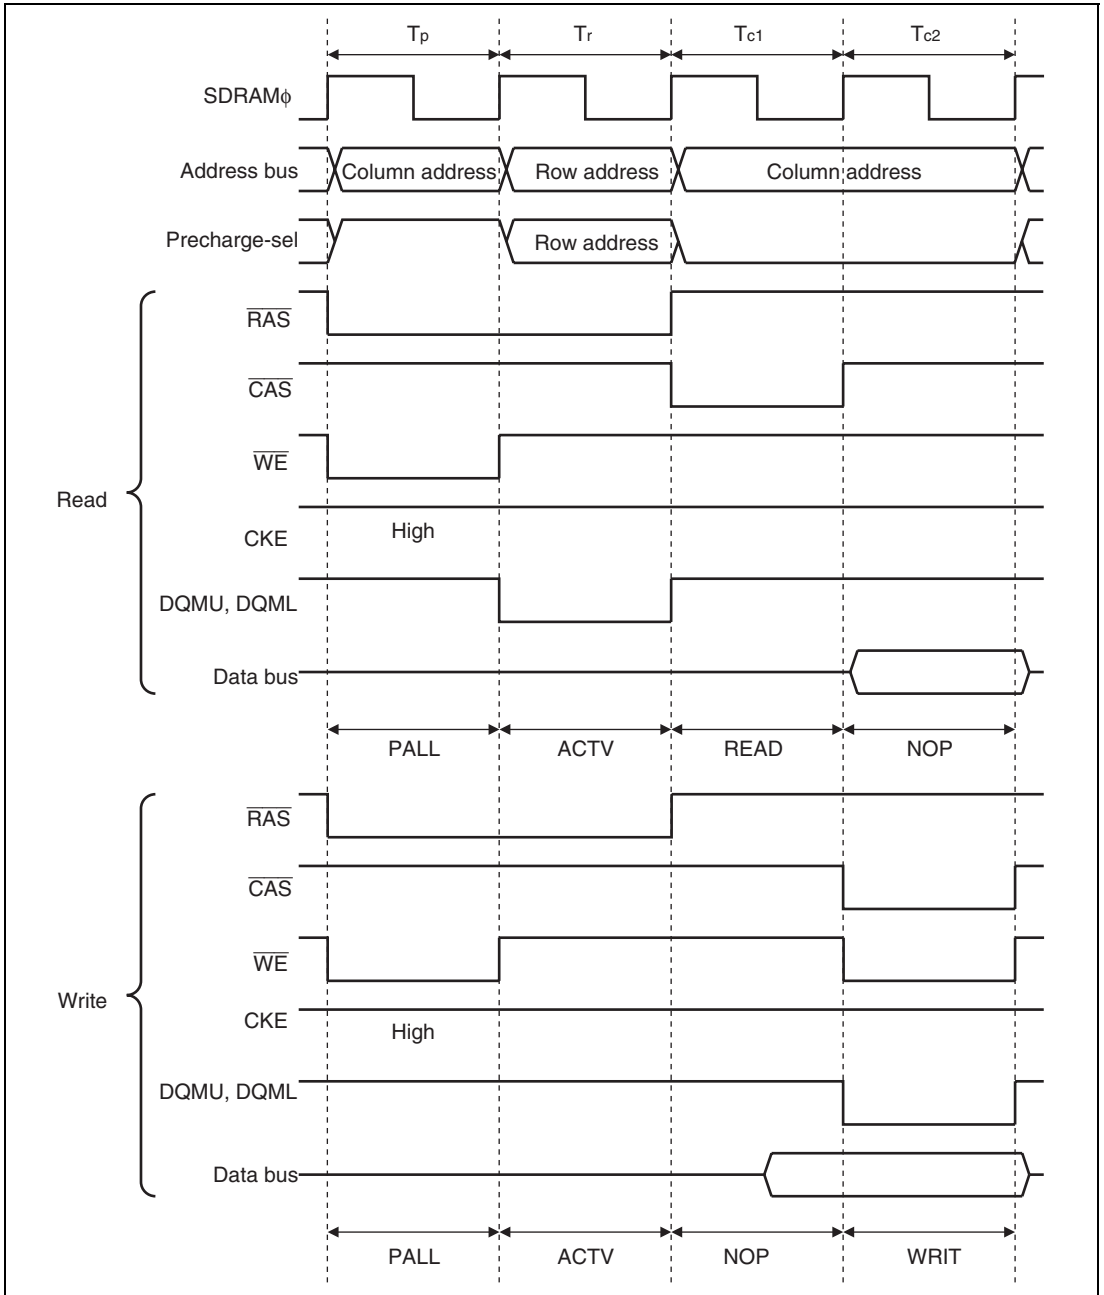 Tp Tr Tc1 Tc2
SDRAMϕ
Address bus Column address Row address Column address
Precharge-sel Row address
Read
RAS
CAS
WE
CKE High
DQMU, DQML
Data bus
PALL ACTV READ NOP
Write
RAS
CAS
WE
CKE High
DQMU, DQML
Data bus
PALL ACTV NOP WRIT